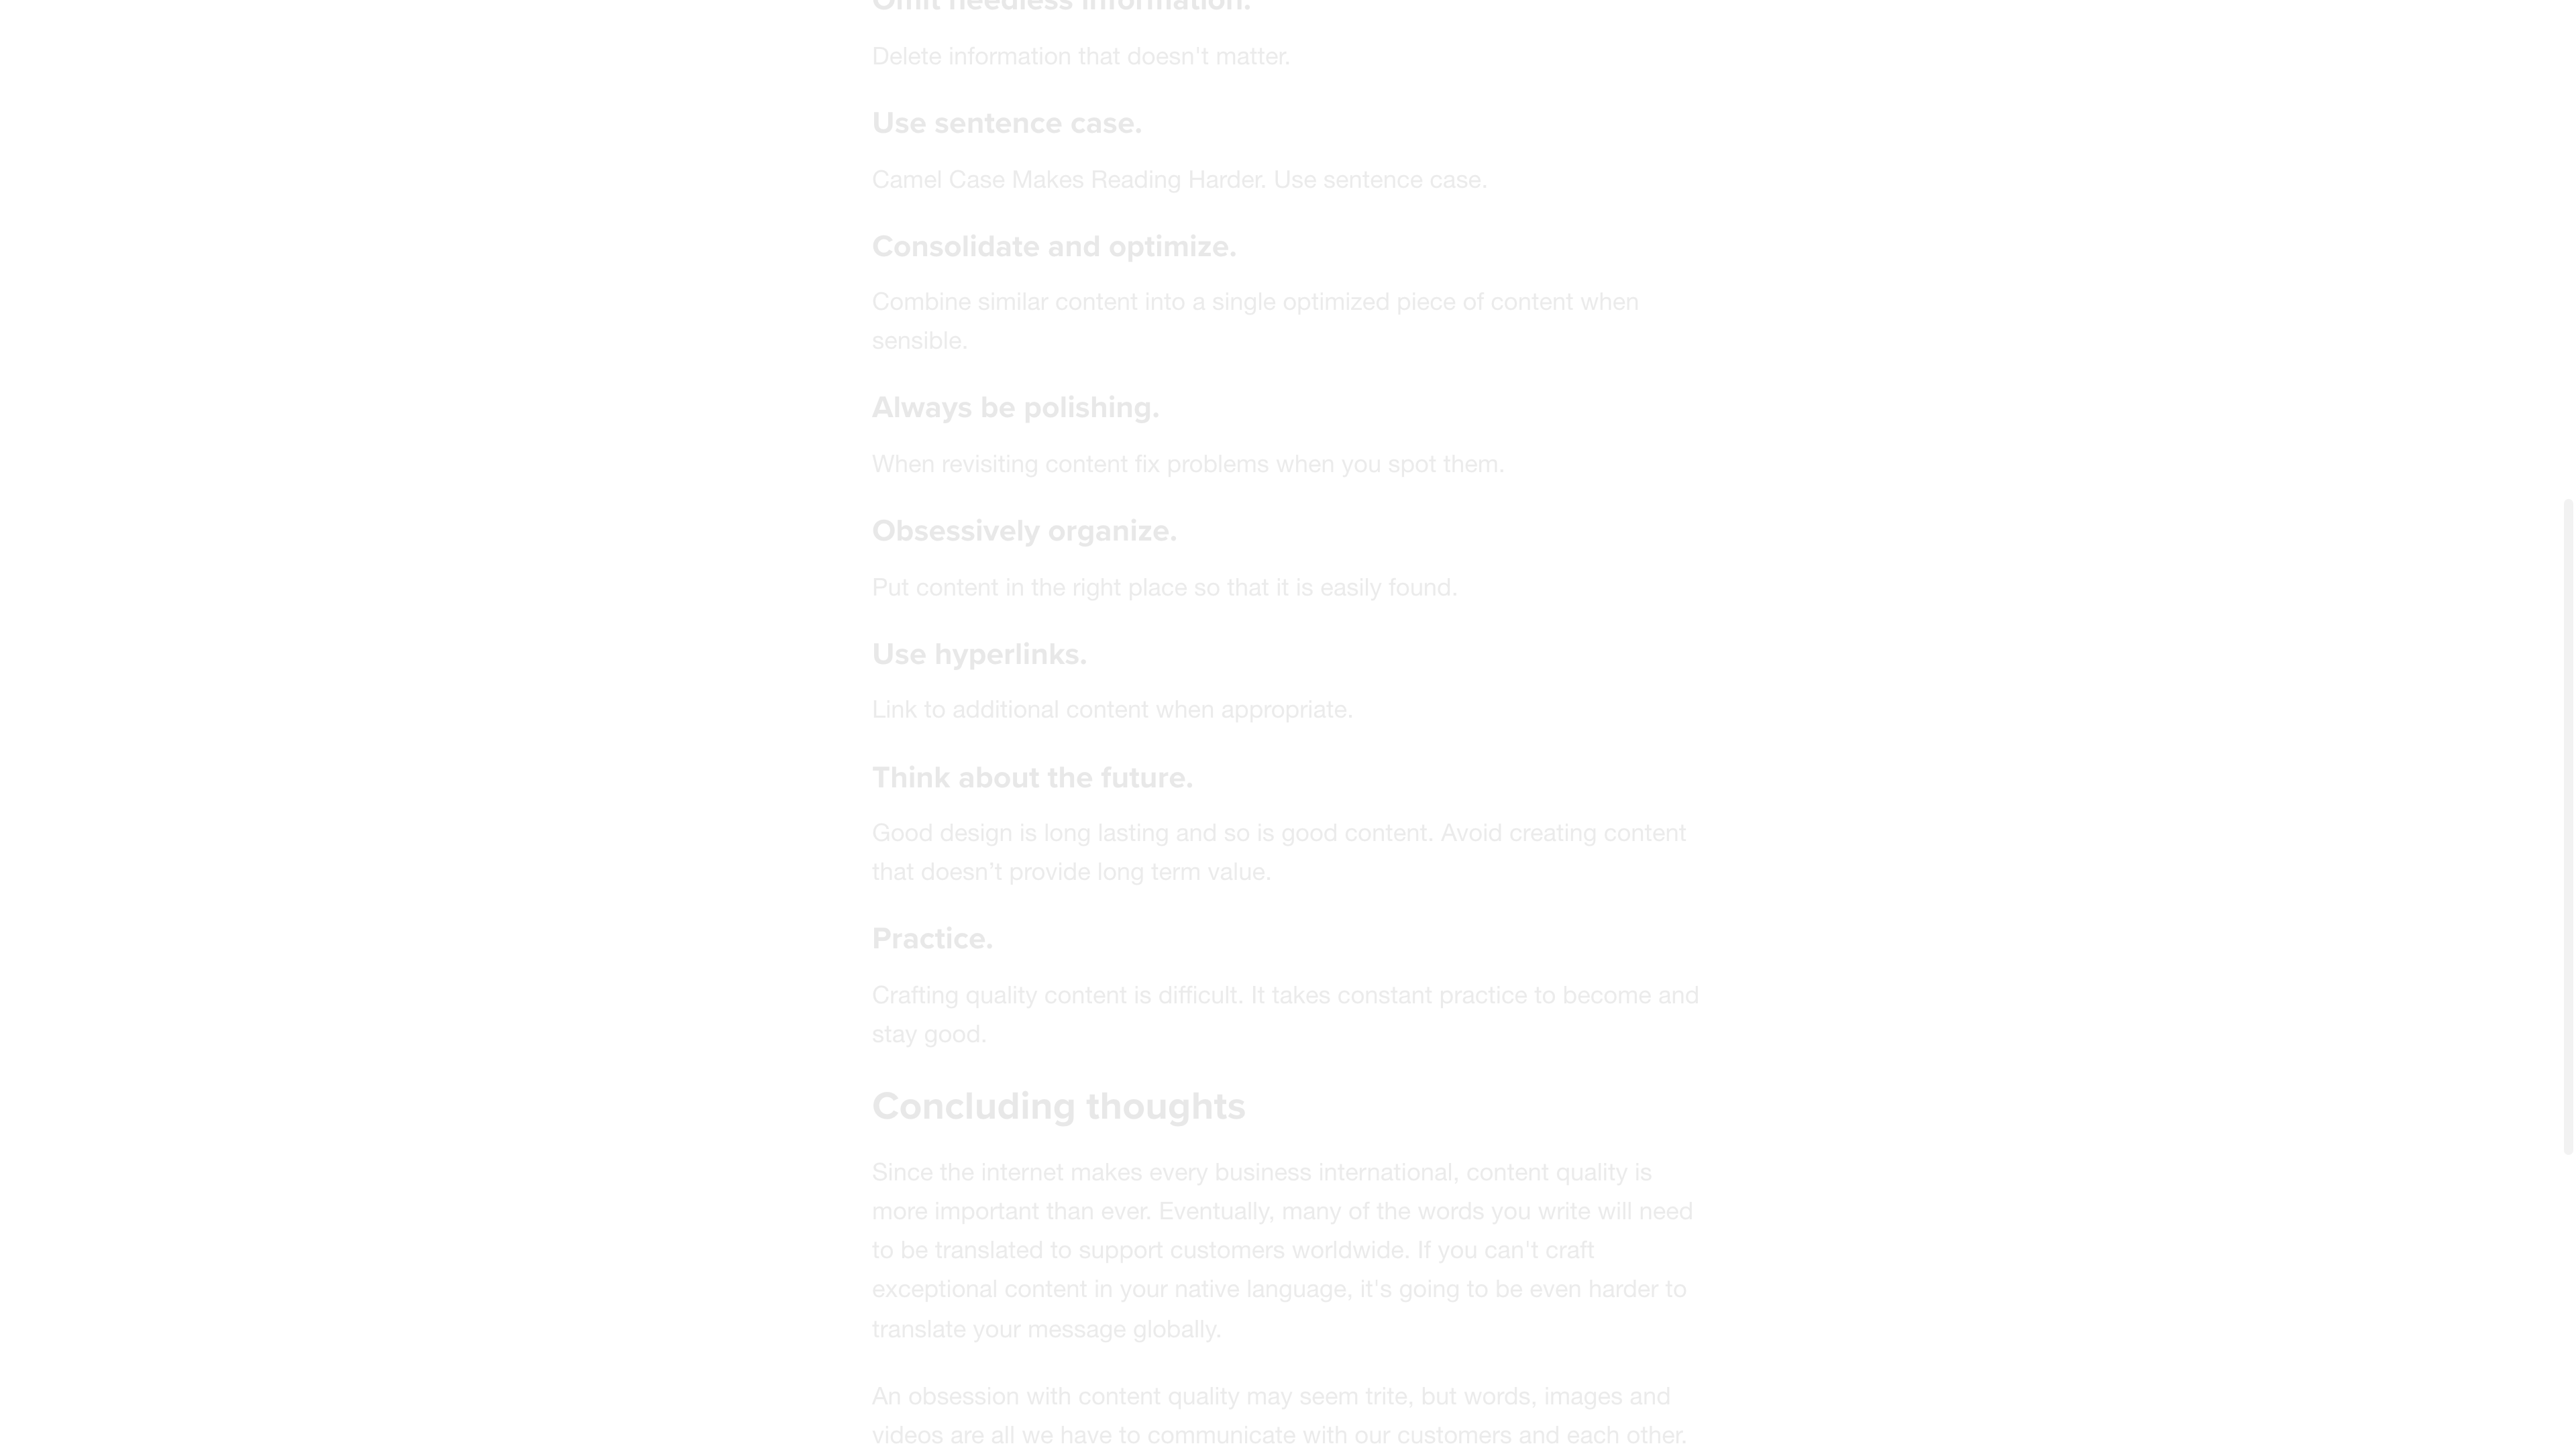 Omit needless information.
Delete information that doesn't matter.
Use sentence case.
Camel Case Makes Reading Harder. Use sentence case.
Consolidate and optimize.
Combine similar content into a single optimized piece of content when
sensible.
Always be polishing.
When revisiting content fix problems when you spot them.
Obsessively organize.
Put content in the right place so that it is easily found.
Use hyperlinks.
Link to additional content when appropriate.
Think about the future.
Good design is long lasting and so is good content. Avoid creating content
that doesn’t provide long term value.
Practice.
Crafting quality content is difficult. It takes constant practice to become and
stay good.
Concluding thoughts
Since the internet makes every business international, content quality is
more important than ever. Eventually, many of the words you write will need
to be translated to support customers worldwide. If you can't craft
exceptional content in your native language, it's going to be even harder to
translate your message globally.
An obsession with content quality may seem trite, but words, images and
videos are all we have to communicate with our customers and each other.